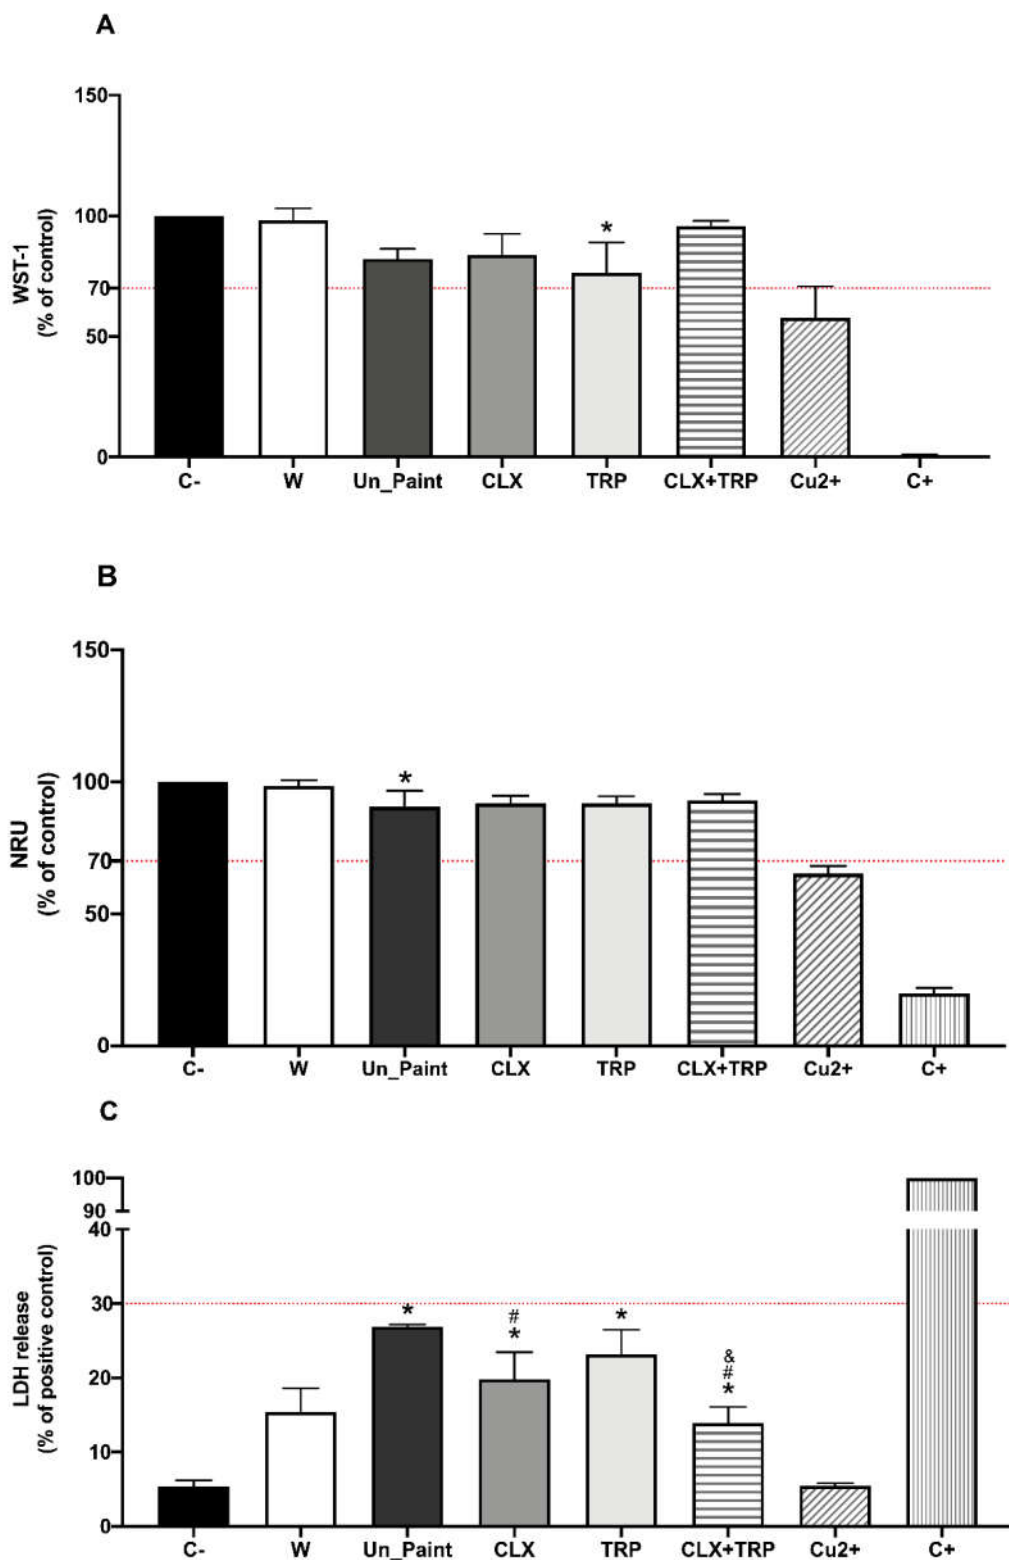 A
150
100
70
50
0
WST-1
(% of control)
*
C- W Un_Paint CLX TRP CLX+TRP Cu2+ C+
B
150
100
70
50
0
NRU
(% of control)
*
C- W Un_Paint CLX TRP CLX+TRP Cu2+ C+
C
100
90
40
30
20
10
0
LDH release
(% of positive control)
*
#
*
*
&
#
*
C- W Un_Paint CLX TRP CLX+TRP Cu2+ C+